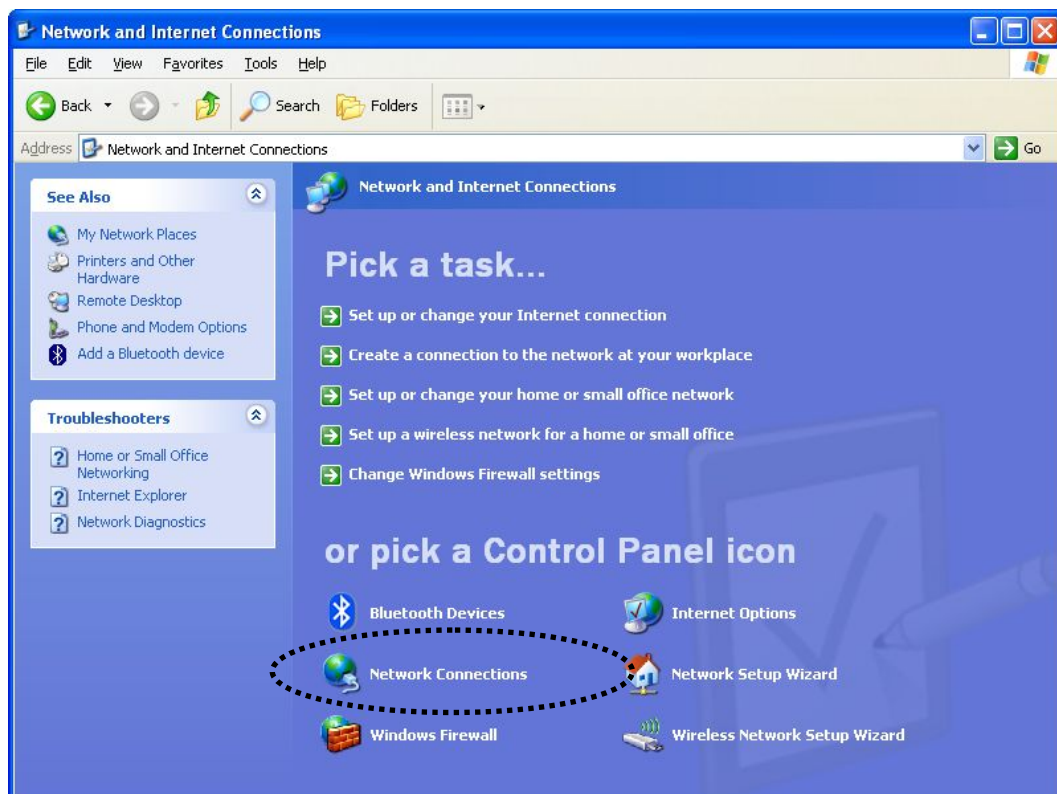 Network and Internet Connections
File Edit View Favorites Tools Help
Back Search Folders
Address Network and Internet Connections Go
See Also
My Network Places
Printers and Other
Hardware
Remote Desktop
Phone and Modem Options
Add a Bluetooth device
Troubleshooters
Home or Small Office
Networking
Internet Explorer
Network Diagnostics
Network and Internet Connections
Pick a task...
Set up or change your Internet connection
Create a connection to the network at your workplace
Set up or change your home or small office network
Set up a wireless network for a home or small office
Change Windows Firewall settings
or pick a Control Panel icon
Bluetooth Devices Internet Options
Network Connections Network Setup Wizard
Windows Firewall Wireless Network Setup Wizard